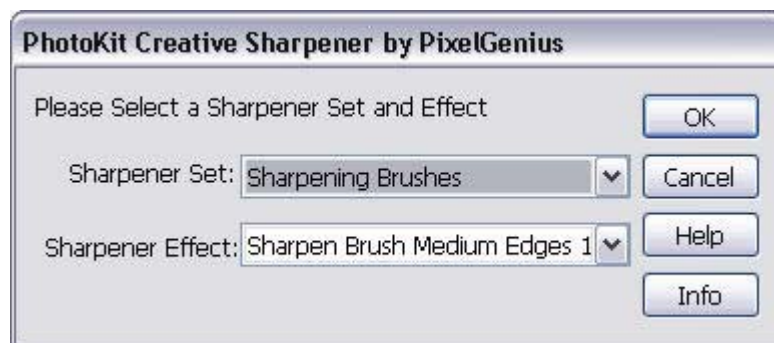 PhotoKit Creative Sharpener by PixelGenius
Please Select a Sharpener Set and Effect
OK
Sharpener Set: Sharpening Brushes
Cancel
Sharpener Effect: Sharpen Brush Medium Edges 1
Help
Info